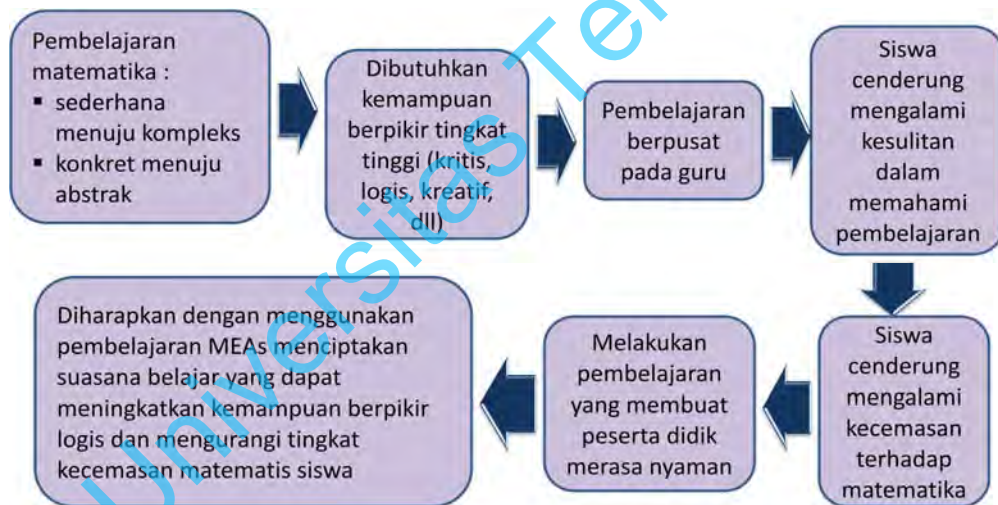 Pembelajaran
matematika :
▪ sederhana
menuju kompleks
▪ konkret menuju
abstrak
Dibutuhkan
kemampuan
berpikir tingkat
tinggi (kritis,
logis, kreatif,
dll)
Pembelajaran
berpusat
pada guru
Siswa
cenderung
mengalami
kesulitan
dalam
memahami
pembelajaran
Siswa
cenderung
mengalami
kecemasan
terhadap
matematika
Melakukan
pembelajaran
yang membuat
peserta didik
merasa nyaman
Diharapkan dengan menggunakan
pembelajaran MEAs menciptakan
suasana belajar yang dapat
meningkatkan kemampuan berpikir
logis dan mengurangi tingkat
kecemasan matematis siswa
Universitas